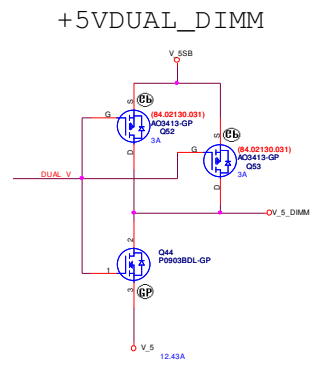 +5VDUAL_DIMM
V_5SB
S
(84.02130.031)
G
AO3413-GP
Q52
3A
D
S
(84.02130.031)
G
AO3413-GP
Q53
3A
D
DUAL_V
V_5_DIMM
2
Q44
P0903BDL-GP
1
3
GP
V_5
12.43A